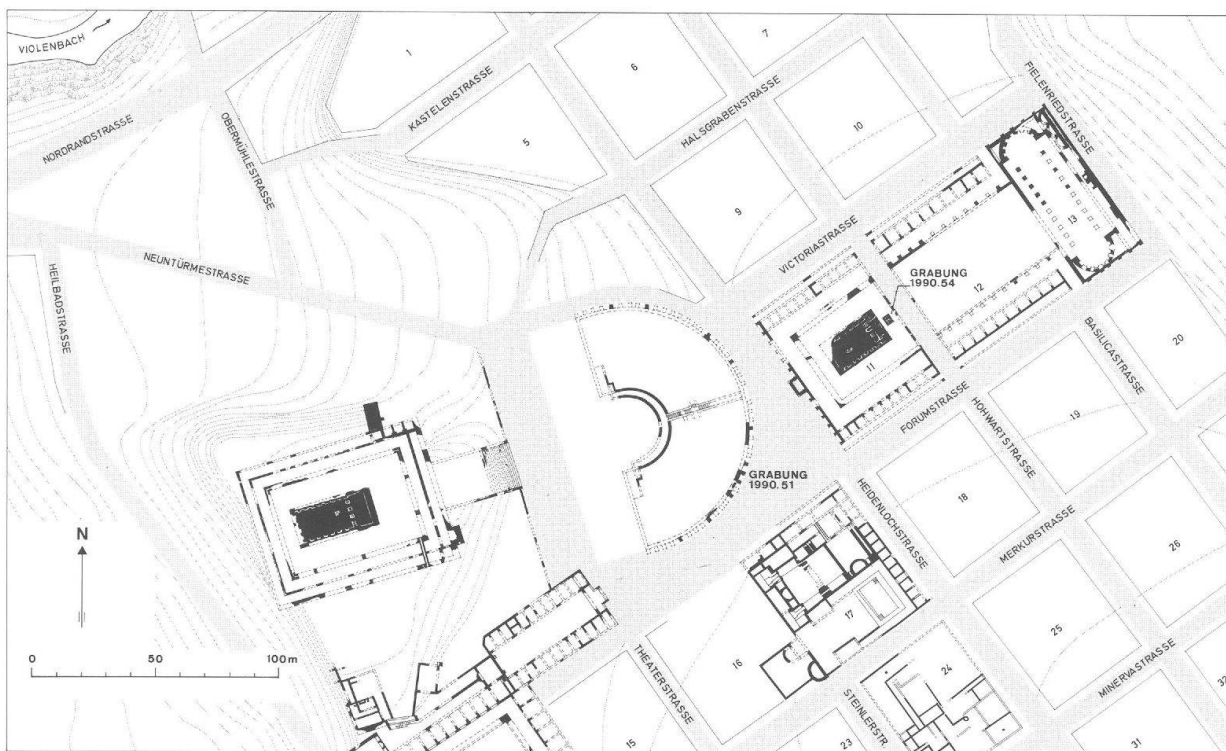 VIOLENBACH
NORDRANDSTRASSE
OBERMÜHLESTRASSE
KASTELENSTRASSE
HALSGRABENSTRASSE
FIELENRIEDSTRASSE
1
6
7
5
10
9
13
NEUNTÜRMESTRASSE
HEILBADSTRASSE
VICTORIASTRASSE
GRABUNG
1990.54
12
11
BASILICASTRASSE
20
FORUMSTRASSE
HOHWARTSTRASSE
19
GRABUNG
1990.51
HEIDENLOCHSTRASSE
18
MERKURSTRASSE
26
N
17
25
0 50 100m
16
THEATERSTRASSE
24
STEINLERSTR.
MINERVASTRASSE
32
15
23
31